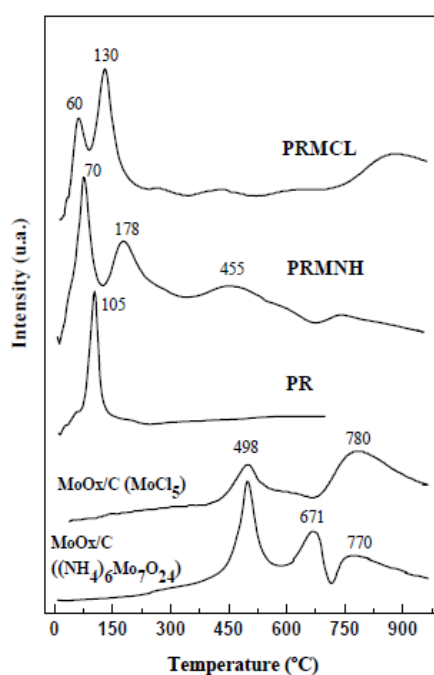 130
60
PRMCL
70
178
PRMNH
455
105
PR
498
780
MoOx/C (MoCl5)
671
MoOx/C
770
((NH4)6Mo7O24)
0 150 300 450 600 750 900
Temperature (ºC)
Intensity (u.a.)